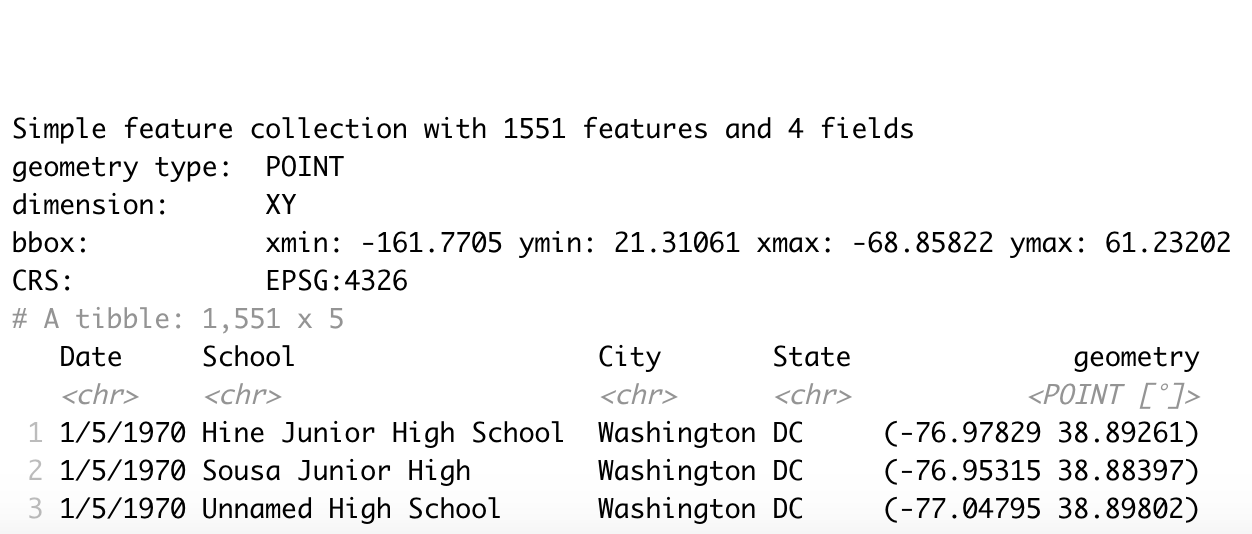 Simple feature collection with 1551 features and 4 fields
geometry type:  POINT
dimension:      XY
bbox:           xmin: -161.7705 ymin: 21.31061 xmax: -68.85822 ymax: 61.23202
CRS:            EPSG:4326
# A tibble: 1,551 x 5
   Date     School                   City       State              geometry
   <chr>    <chr>                    <chr>      <chr>           <POINT [°]>
 1 1/5/1970 Hine Junior High School  Washington DC     (-76.97829 38.89261)
 2 1/5/1970 Sousa Junior High        Washington DC     (-76.95315 38.88397)
 3 1/5/1970 Unnamed High School      Washington DC     (-77.04795 38.89802)